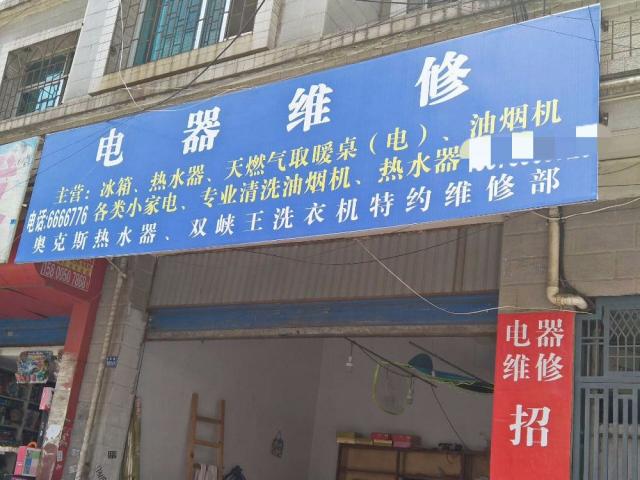 电器维修
主营：冰箱、热水器、天燃气取暖桌（电）、油烟机
电话:6666776 各类小家电、专业清洗油烟机、热水器
奥克斯热水器、双峡王洗衣机特约维修部
电器
维修
招